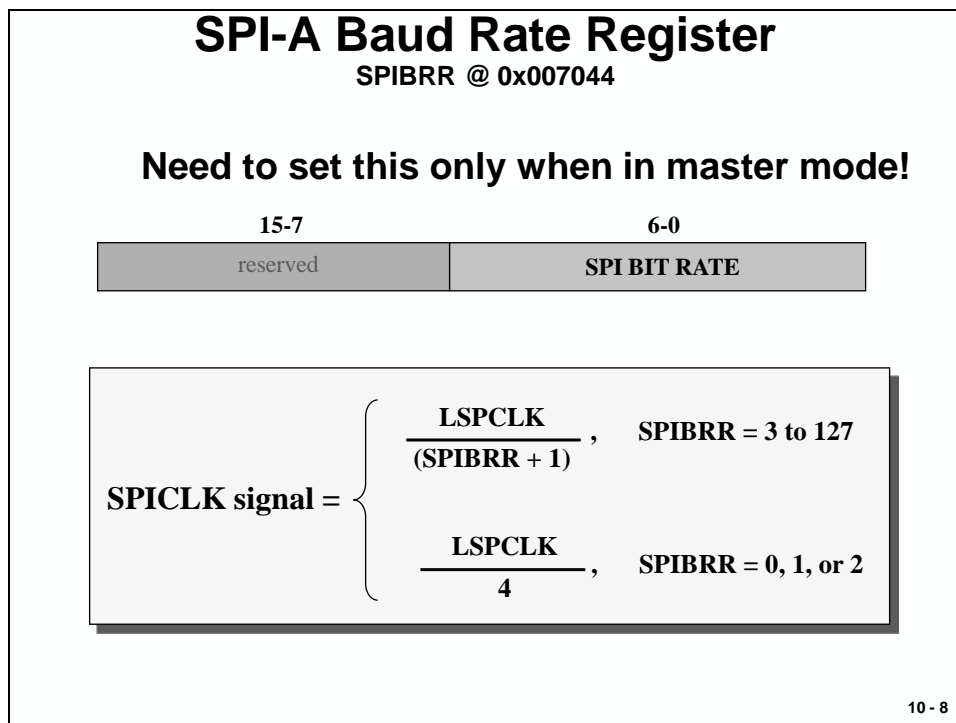 SPI-A Baud Rate Register
SPIBRR @ 0x007044
Need to set this only when in master mode!
15-7 6-0
reserved SPI BIT RATE
SPICLK signal =
LSPCLK
(SPIBRR + 1)
, SPIBRR = 3 to 127
LSPCLK
4
, SPIBRR = 0, 1, or 2
10 - 8